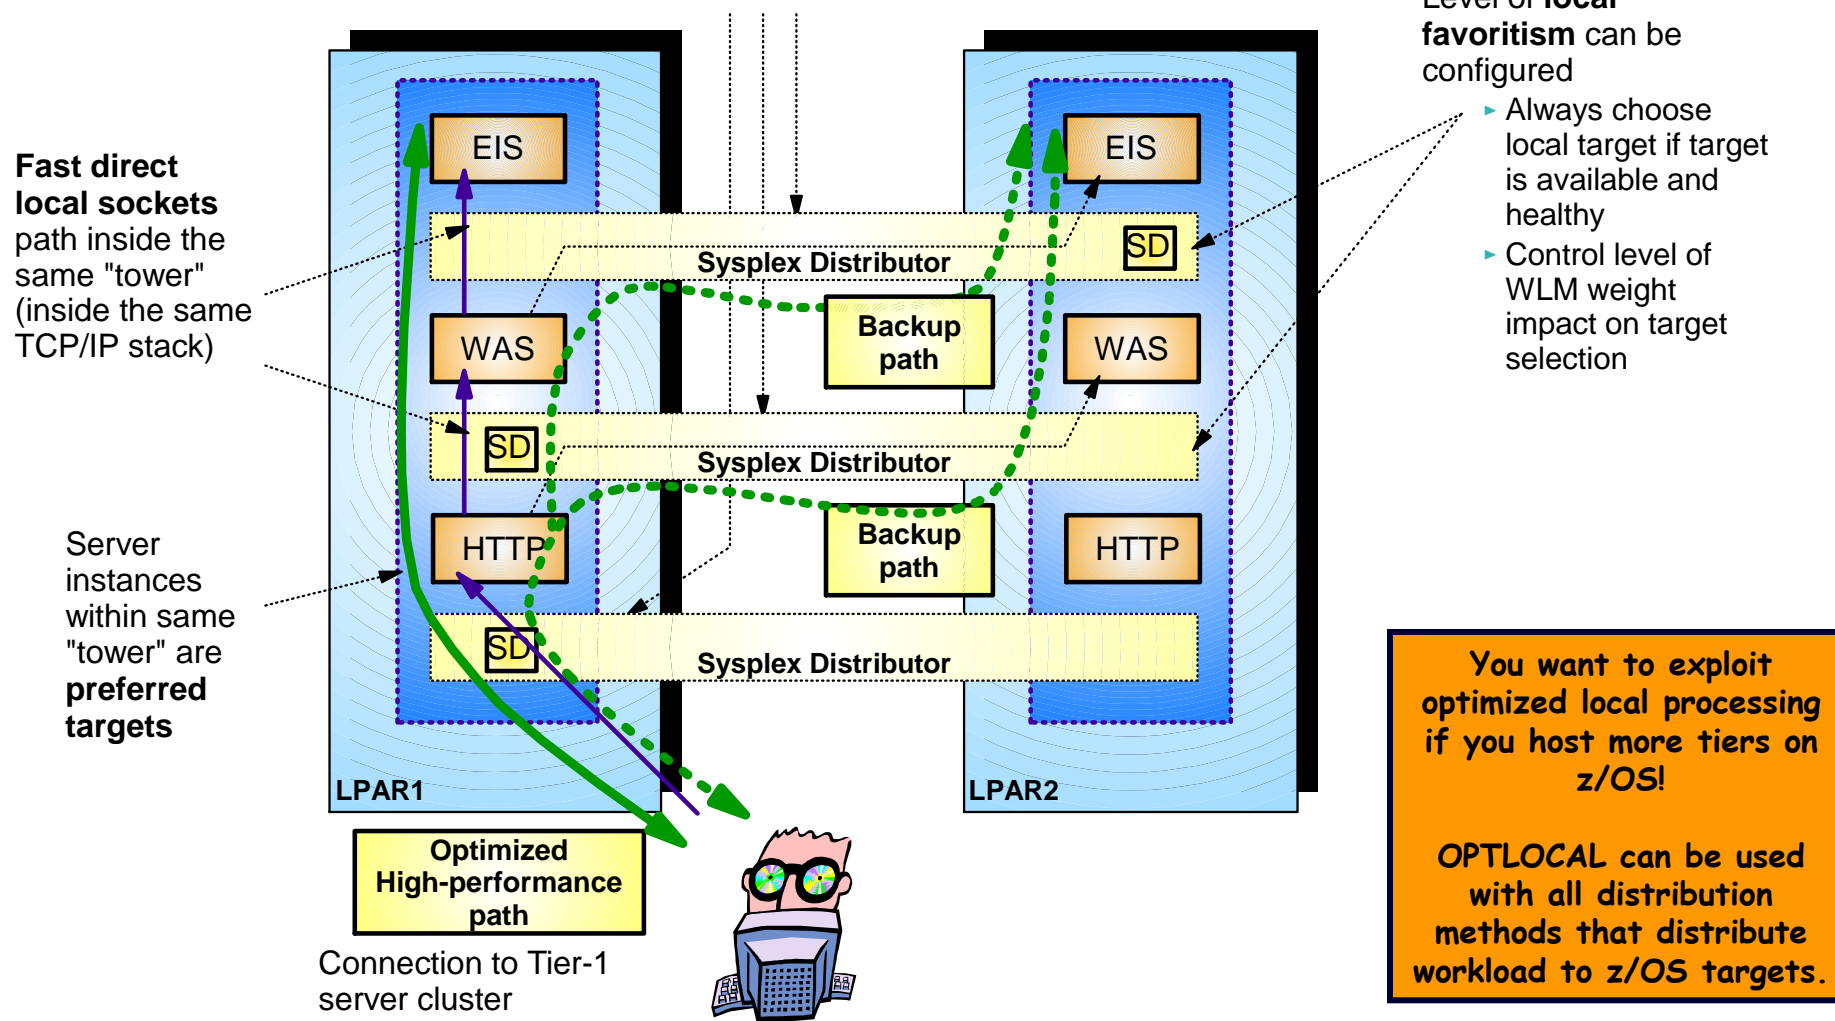 Level of local
favoritism can be
configured
► Always choose
local target if target
is available and
healthy
► Control level of
WLM weight
impact on target
selection
Fast direct
local sockets
path inside the
same "tower"
(inside the same
TCP/IP stack)
Server
instances
within same
"tower" are
preferred
targets
EIS
EIS
SD
Sysplex Distributor
WAS
Backup
path
WAS
SD
Sysplex Distributor
HTTP
Backup
path
HTTP
SD
Sysplex Distributor
LPAR1
LPAR2
Optimized
High-performance
path
Connection to Tier-1
server cluster
You want to exploit
optimized local processing
if you host more tiers on
z/OS!
OPTLOCAL can be used
with all distribution
methods that distribute
workload to z/OS targets.